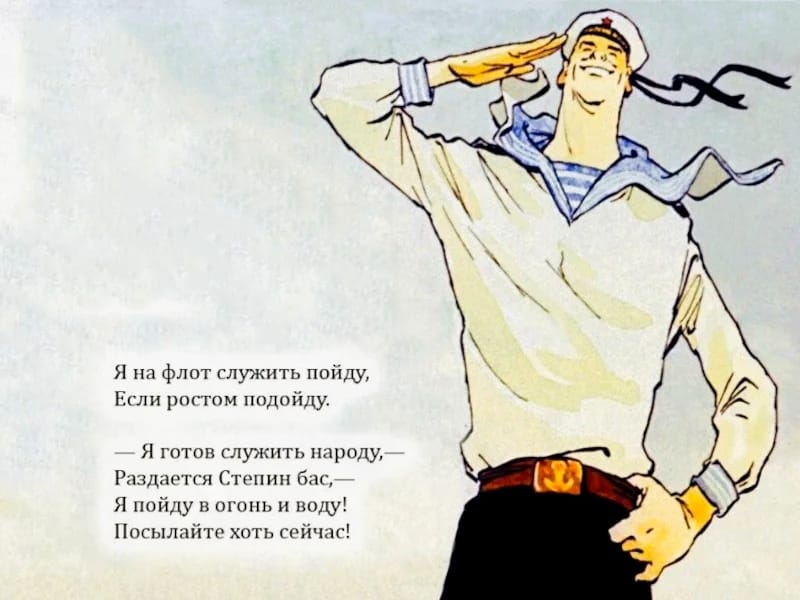 Я на флот служить пойду,
Если ростом подойду.
— Я готов служить народу,—
Раздается Степин бас,—
Я пойду в огонь и воду!
Посылайте хоть сейчас!